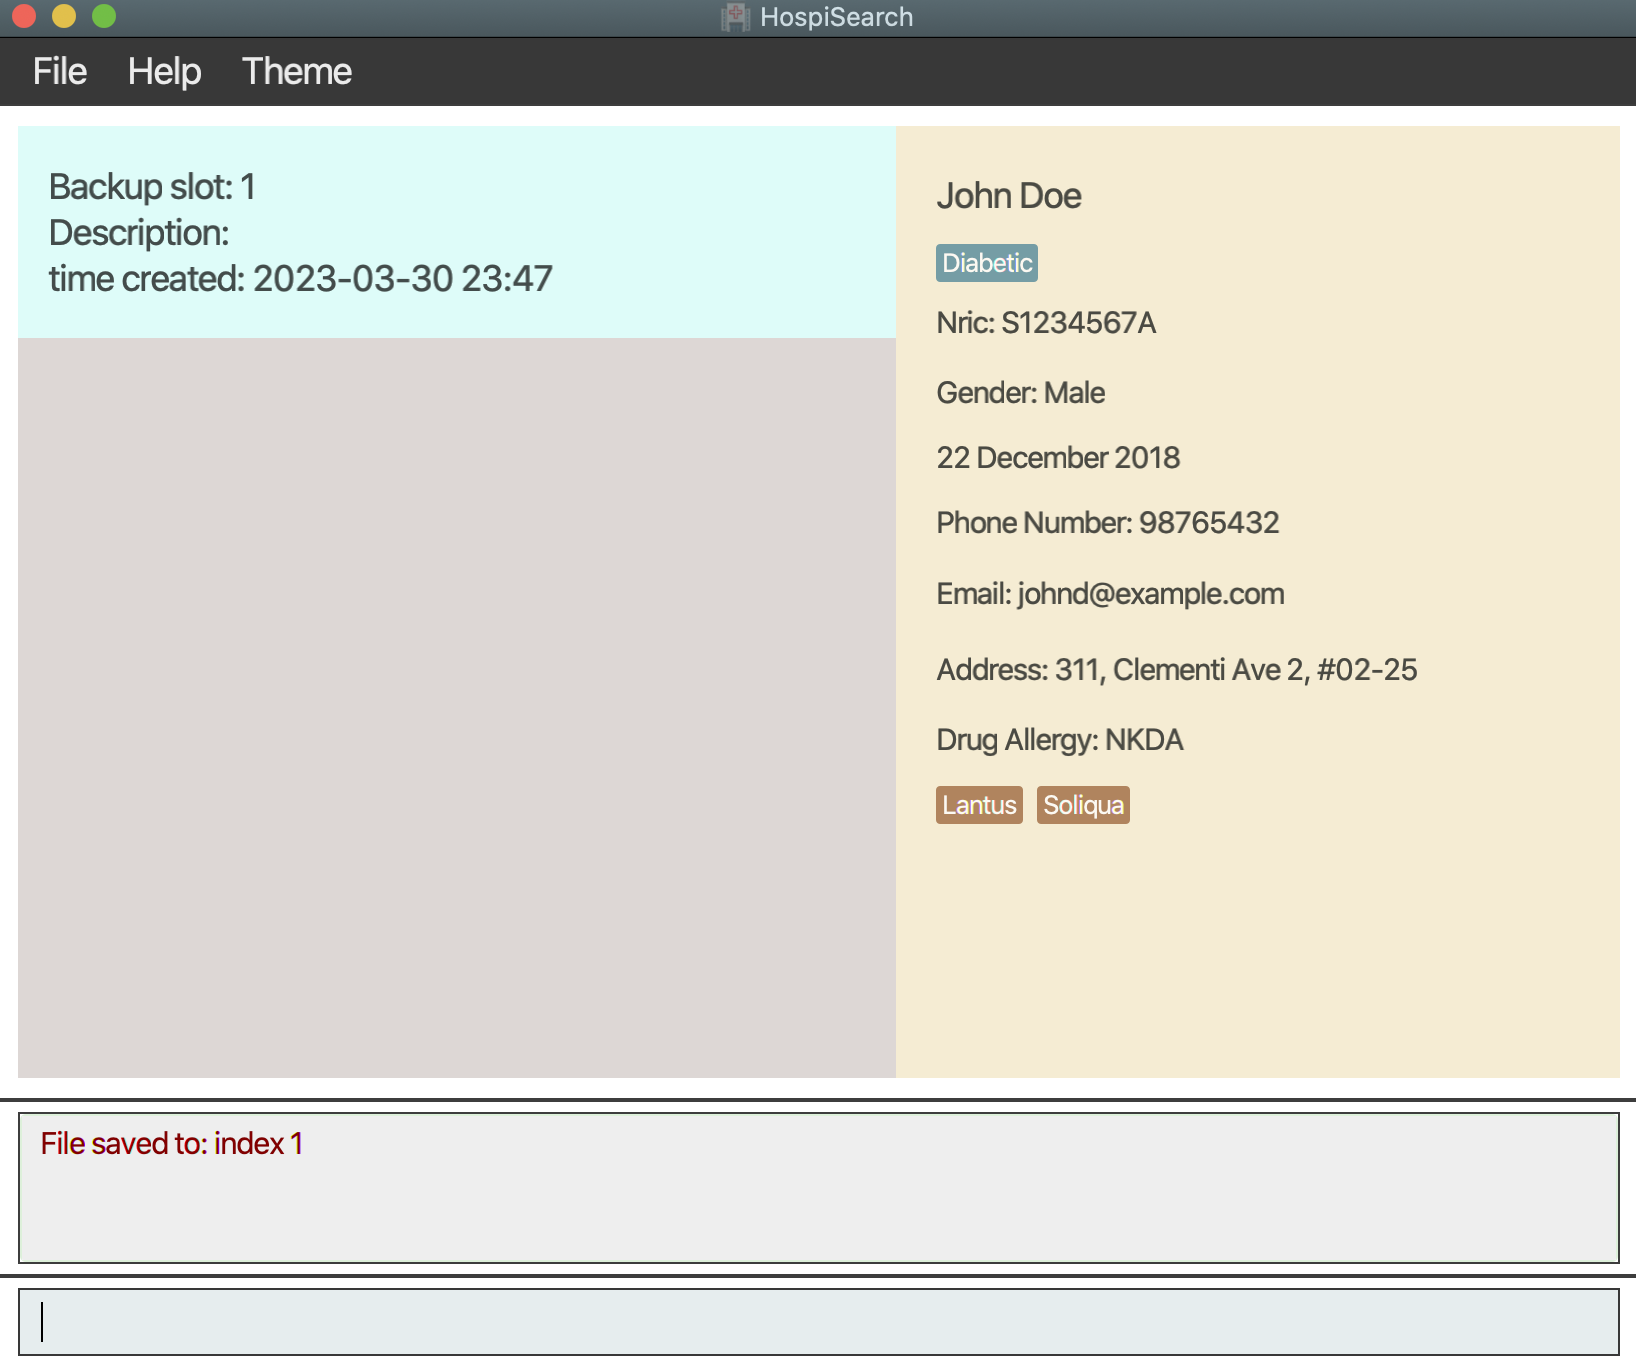 HospiSearch
File Help Theme
Backup slot: 1
Description:
time created: 2023-03-30 23:47
John Doe
Diabetic
Nric: S1234567A
Gender: Male
22 December 2018
Phone Number: 98765432
Email: johnd@example.com
Address: 311, Clementi Ave 2, #02-25
Drug Allergy: NKDA
Lantus Soliqua
File saved to: index 1